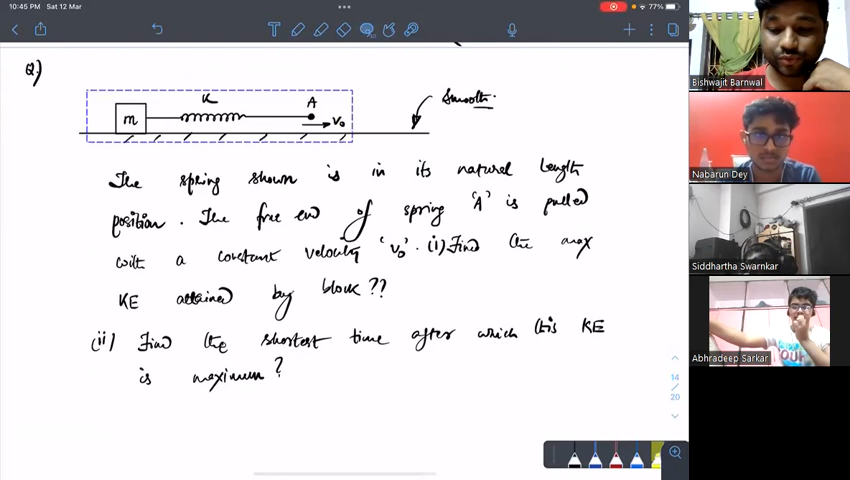 10:45 PM Sat 12 Mar
77%
Q.)
K
m
A
v₀
Smooth.
The spring shown is in its natural length
position. The free end of spring 'A' is pulled
with a constant velocity 'v₀'. (i) Find the max
KE attained by block??
(ii) Find the shortest time after which this KE
is maximum?
14
20
Bishwajit Barnwal
Nabarun Dey
Siddhartha Swarnkar
Abhradeep Sarkar